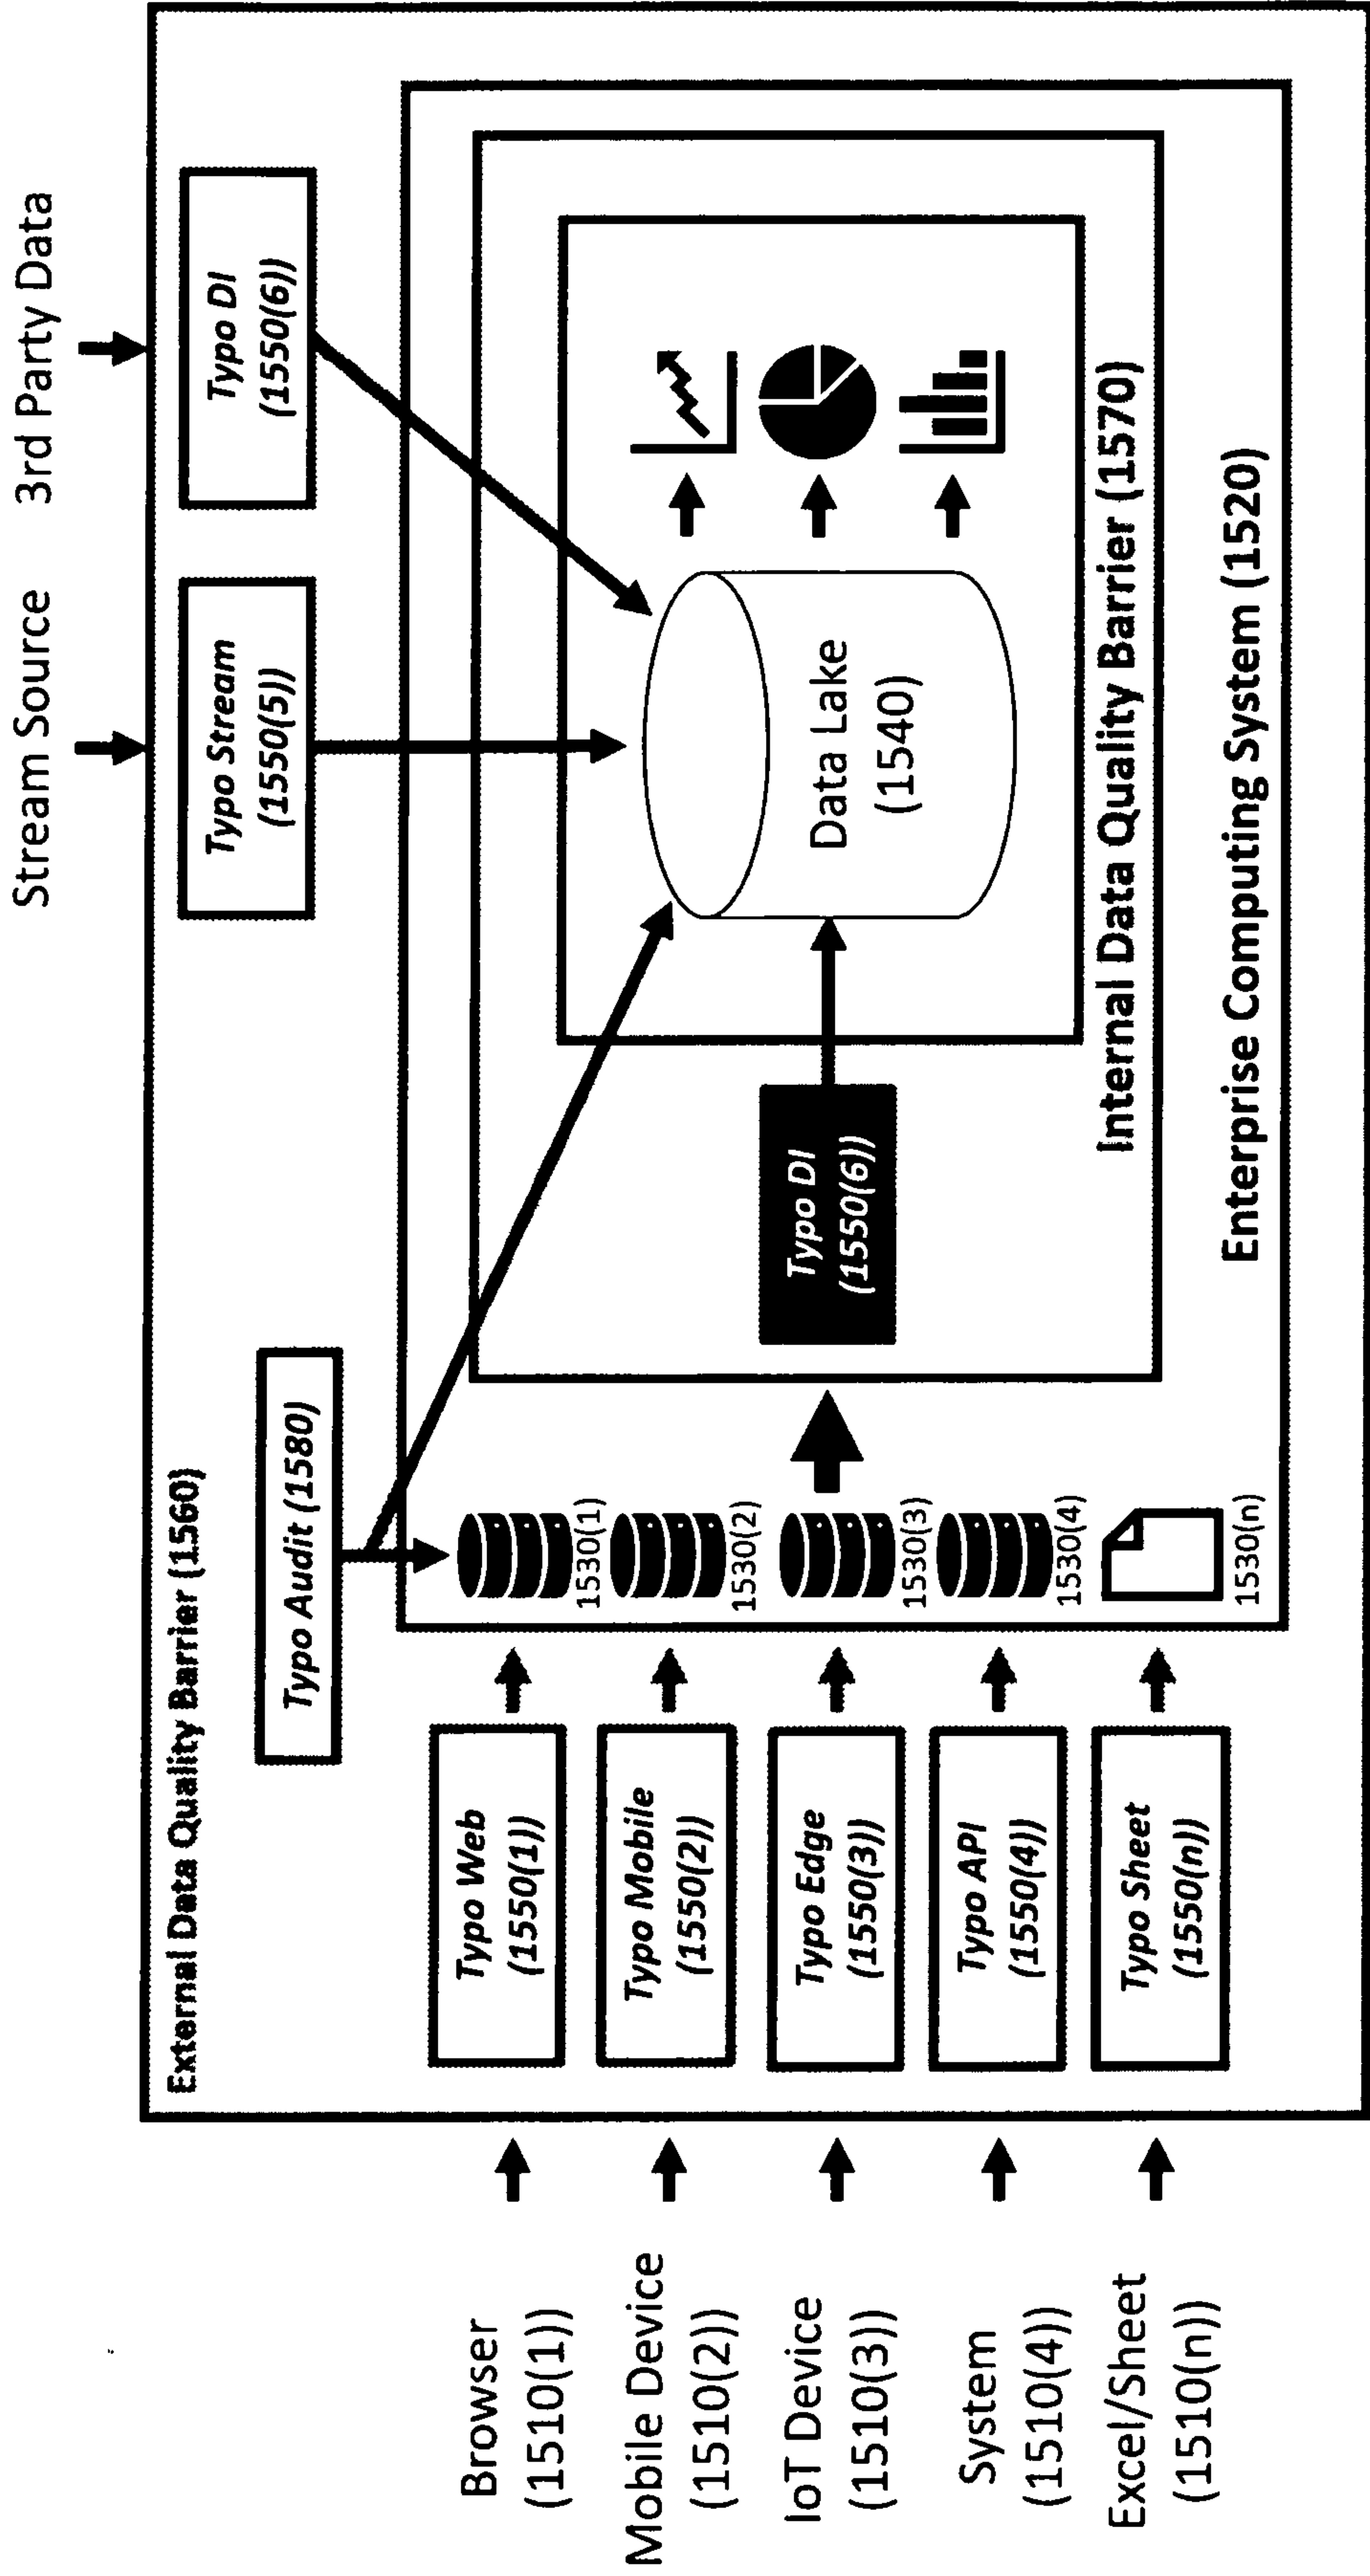 Stream Source
3rd Party Data
External Data Quality Barrier (1560)
Typo Stream
(1550(5))
Typo DI
(1550(6))
Typo Audit (1580)
Browser
(1510(1))
Typo Web
(1550(1))
1530(1)
Mobile Device
(1510(2))
Typo Mobile
(1550(2))
1530(2)
IoT Device
(1510(3))
Typo Edge
(1550(3))
1530(3)
System
(1510(4))
Typo API
(1550(4))
1530(4)
Excel/Sheet
(1510(n))
Typo Sheet
(1550(n))
1530(n)
Typo DI
(1550(6))
Data Lake
(1540)
Internal Data Quality Barrier (1570)
Enterprise Computing System (1520)